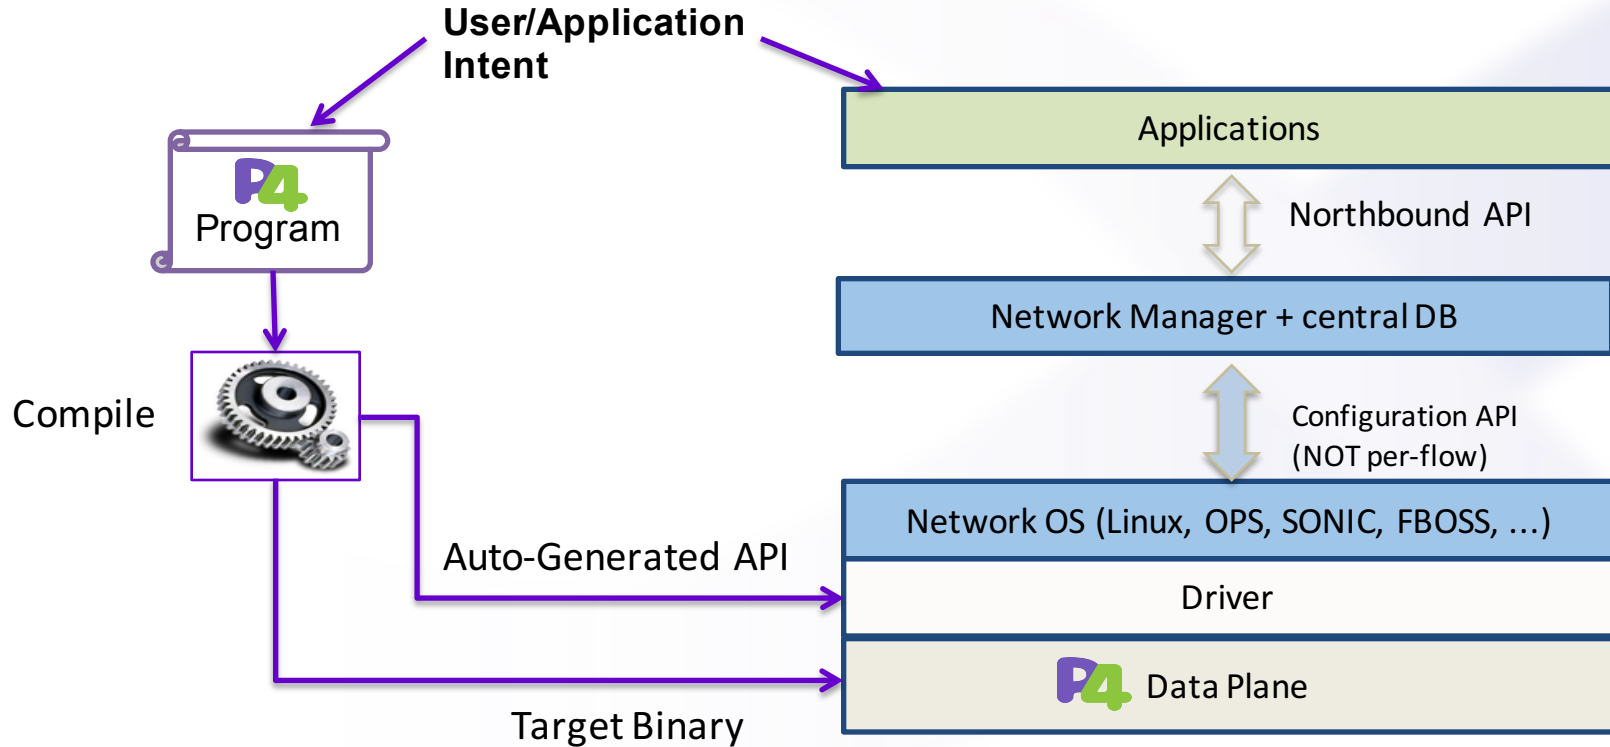 User/Application
Intent
P4
Program
Compile
Auto-Generated API
Target Binary
Applications
Northbound API
Network Manager + central DB
Configuration API
(NOT per-flow)
Network OS (Linux, OPS, SONIC, FBOSS, ...)
Driver
P4 Data Plane